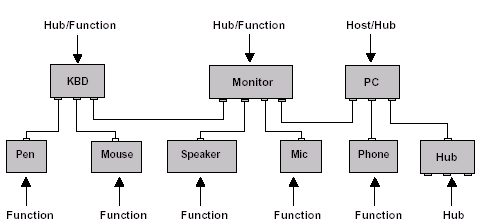 Hub/Function Hub/Function Host/Hub
KBD Monitor PC
Pen Mouse Speaker Mic Phone Hub
Function Function Function Function Function Hub